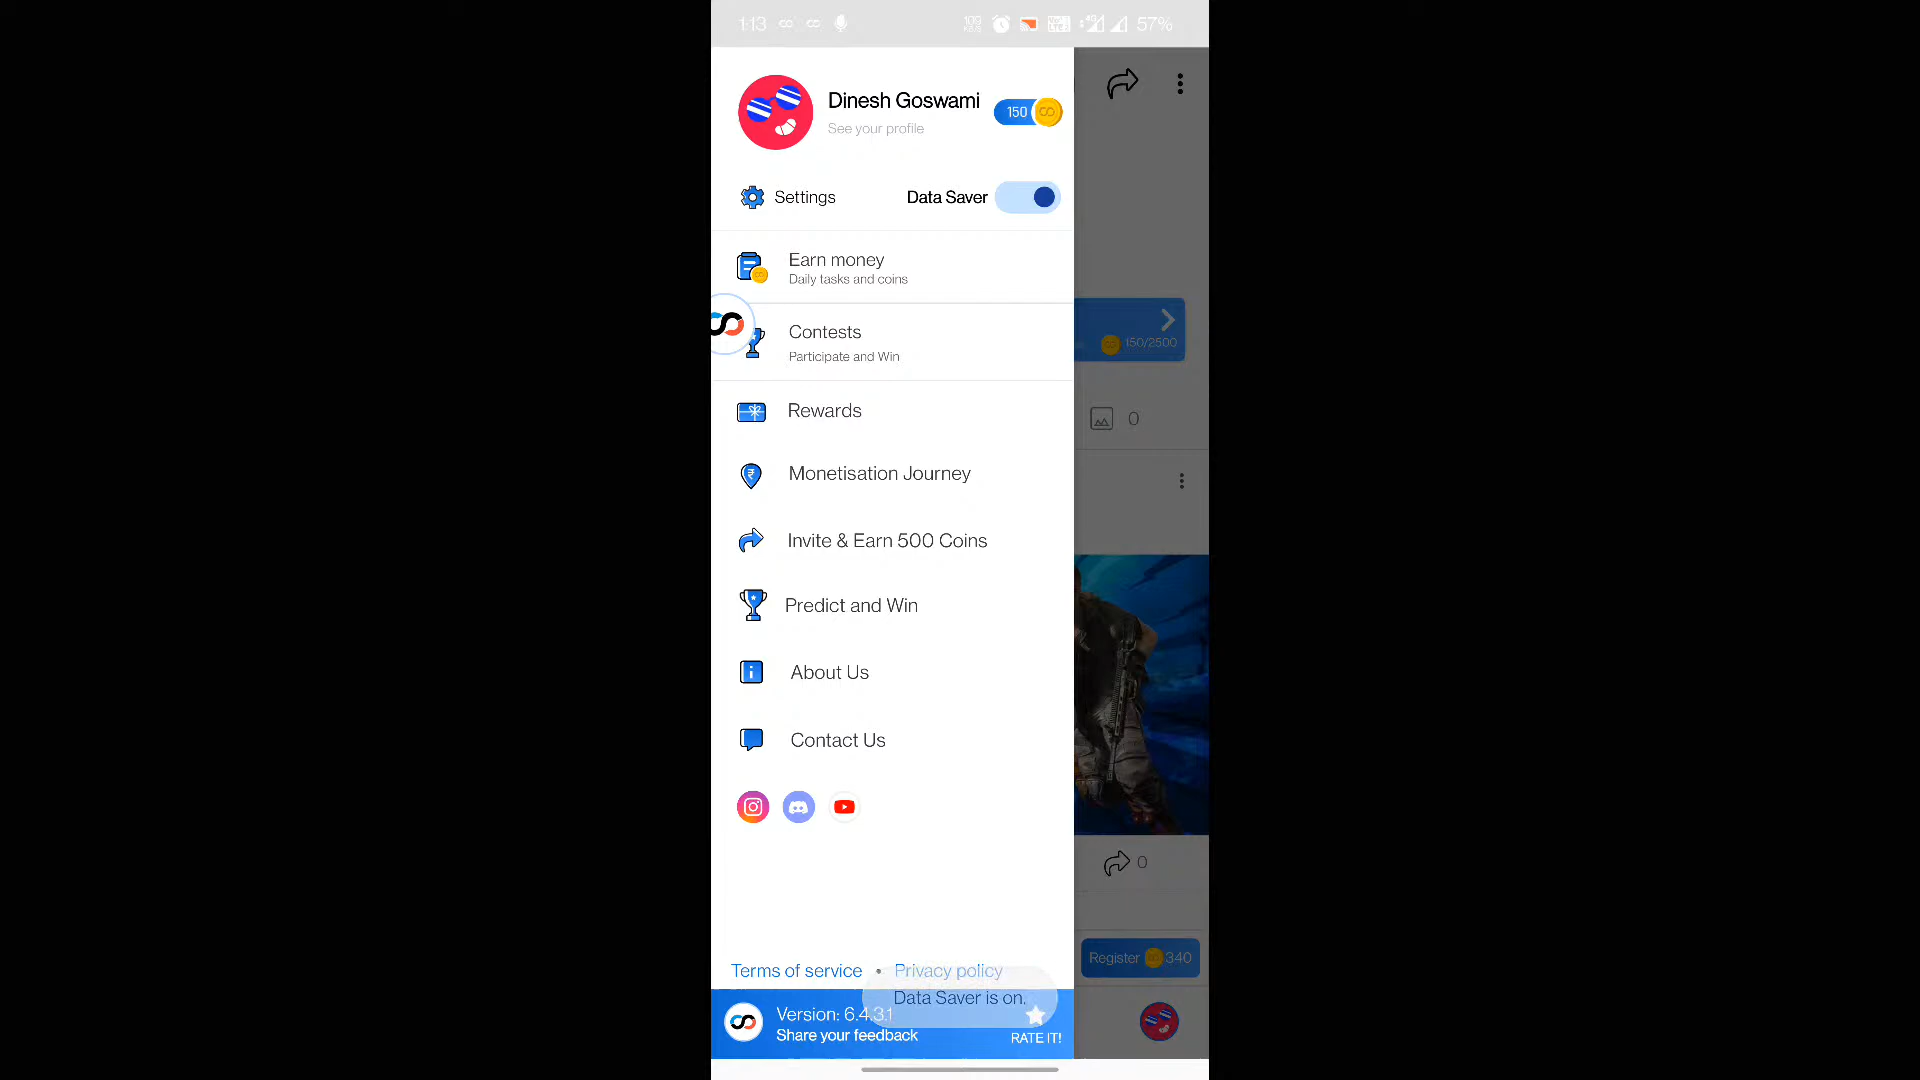 1:13
57%
Dinesh Goswami
150
See your profile
Settings
Data Saver
Earn money
Daily tasks and coins
Contests
Participate and Win
150/2500
Rewards
0
Monetisation Journey
Invite & Earn 500 Coins
Predict and Win
About Us
Contact Us
0
Register 340
Terms of service • Privacy policy
Data Saver is on.
Version: 6.4.3.1
Share your feedback
RATE IT!